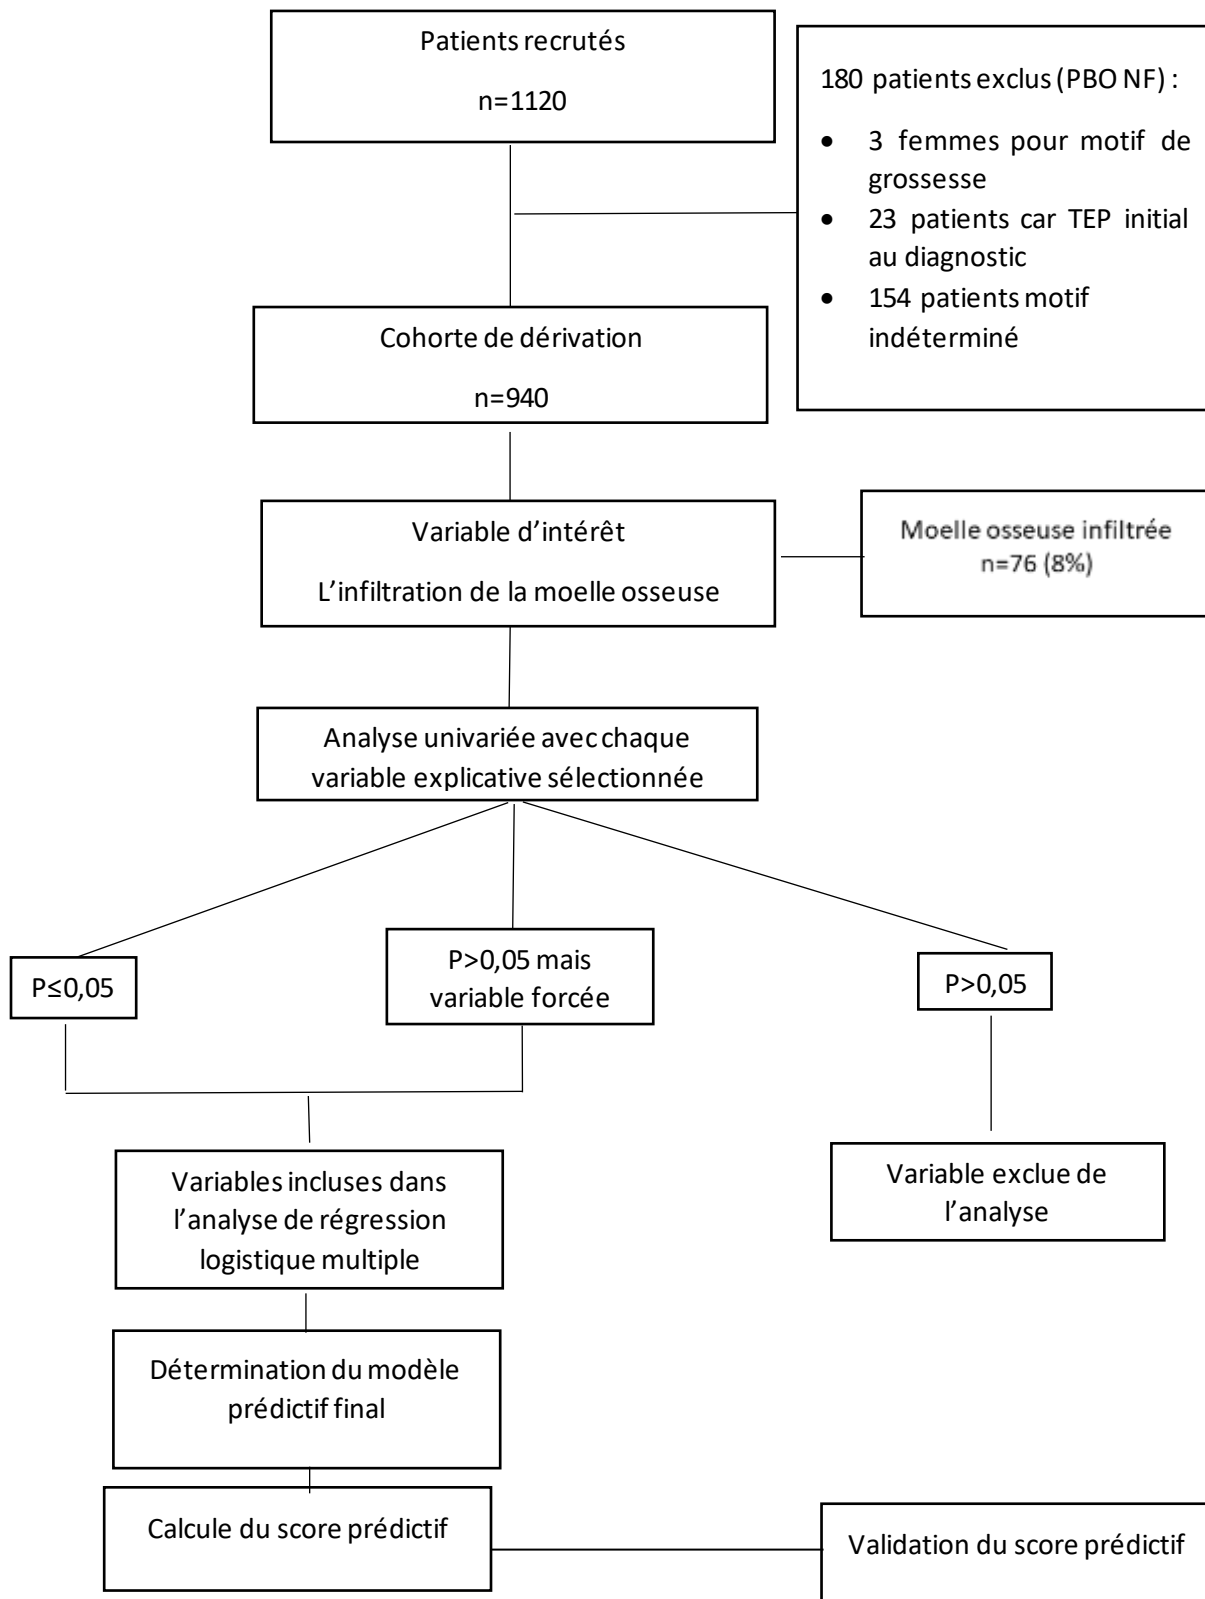 Patients recrutés
n=1120
180 patients exclus (PBO NF) :
• 3 femmes pour motif de
grossesse
• 23 patients car TEP initial
au diagnostic
• 154 patients motif
indéterminé
Cohorte de dérivation
n=940
Variable d’intérêt
L’infiltration de la moelle osseuse
Moelle osseuse infiltrée
n=76 (8%)
Analyse univariée avec chaque
variable explicative sélectionnée
P≤0,05
P>0,05 mais
variable forcée
P>0,05
Variables incluses dans
l’analyse de régression
logistique multiple
Variable exclue de
l’analyse
Détermination du modèle
prédictif final
Calcule du score prédictif
Validation du score prédictif